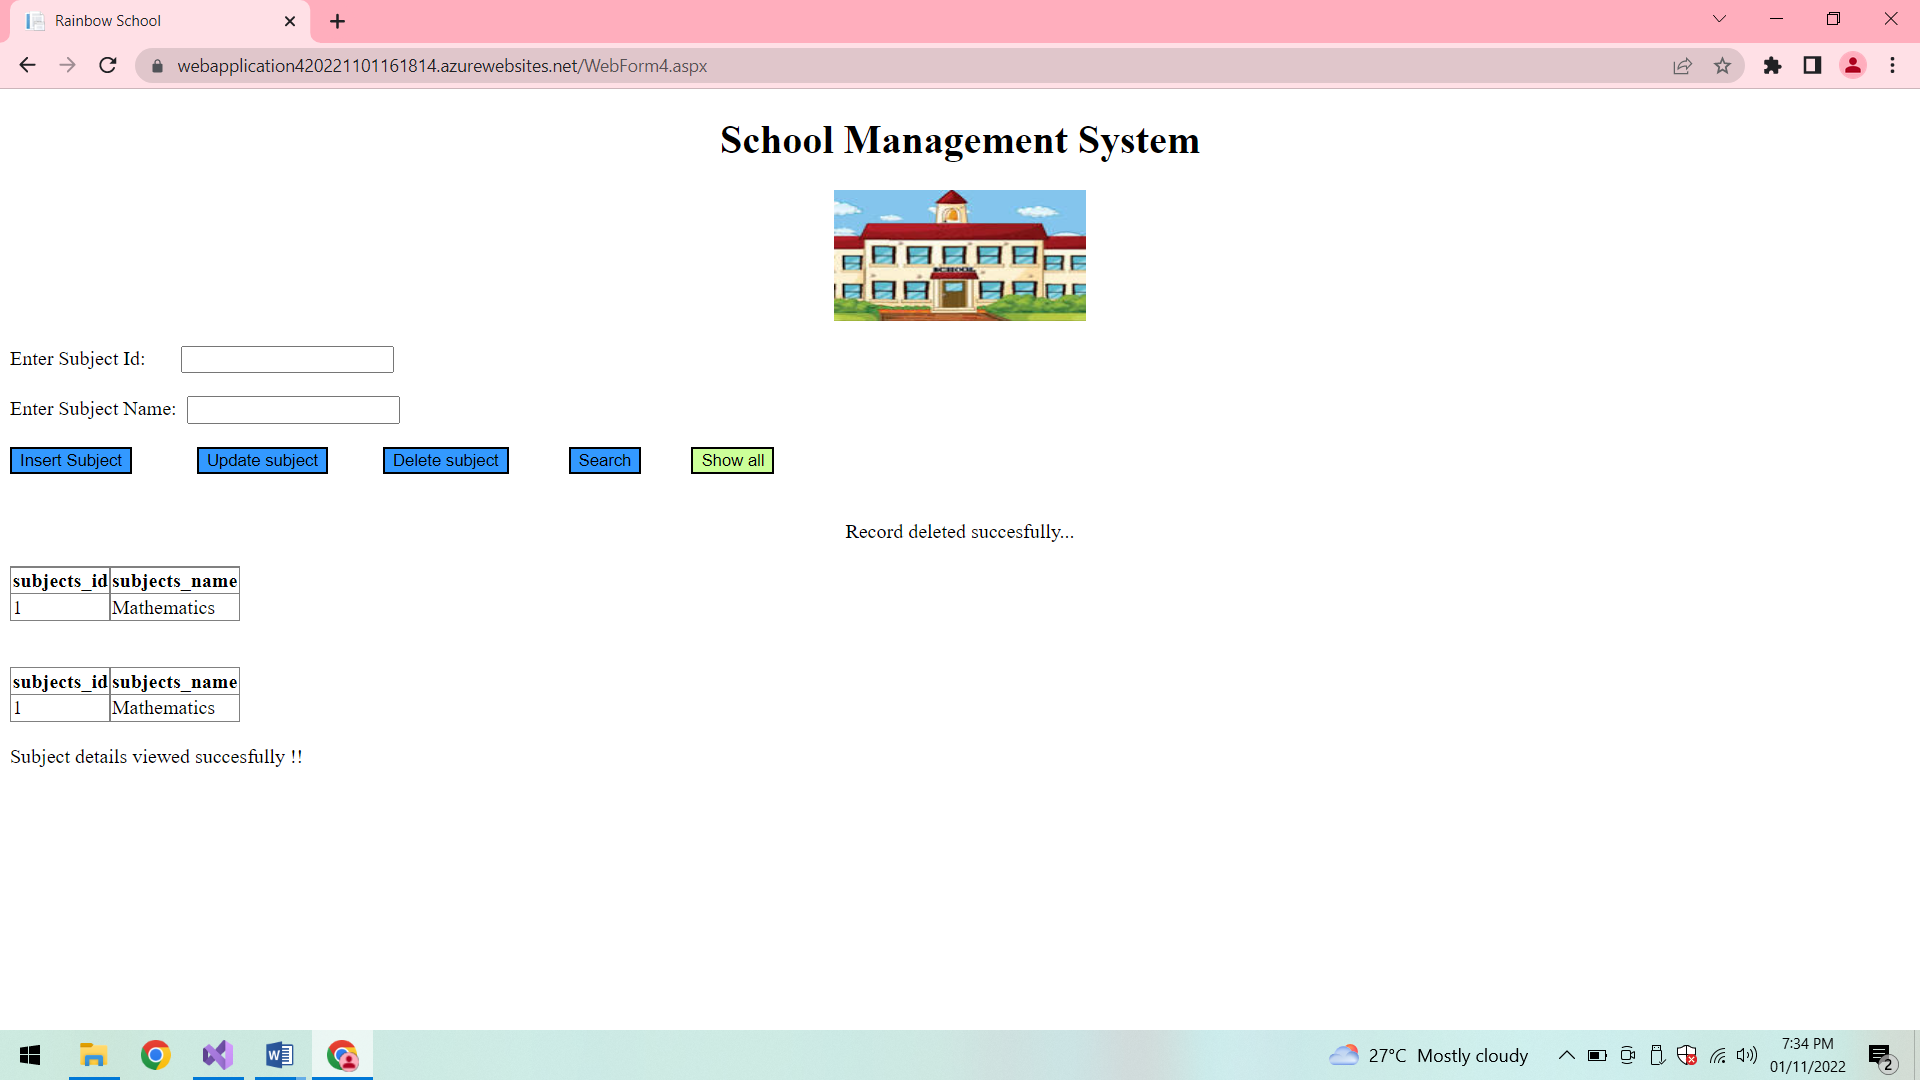 Rainbow School
webapplication420221101161814.azurewebsites.net/WebForm4.aspx
School Management System
SCHOOL
Enter Subject Id:
Enter Subject Name:
Insert Subject Update subject Delete subject Search Show all
Record deleted succesfully...
subjects_id subjects_name
1 Mathematics
subjects_id subjects_name
1 Mathematics
Subject details viewed succesfully !!
27°C Mostly cloudy
7:34 PM
01/11/2022
2